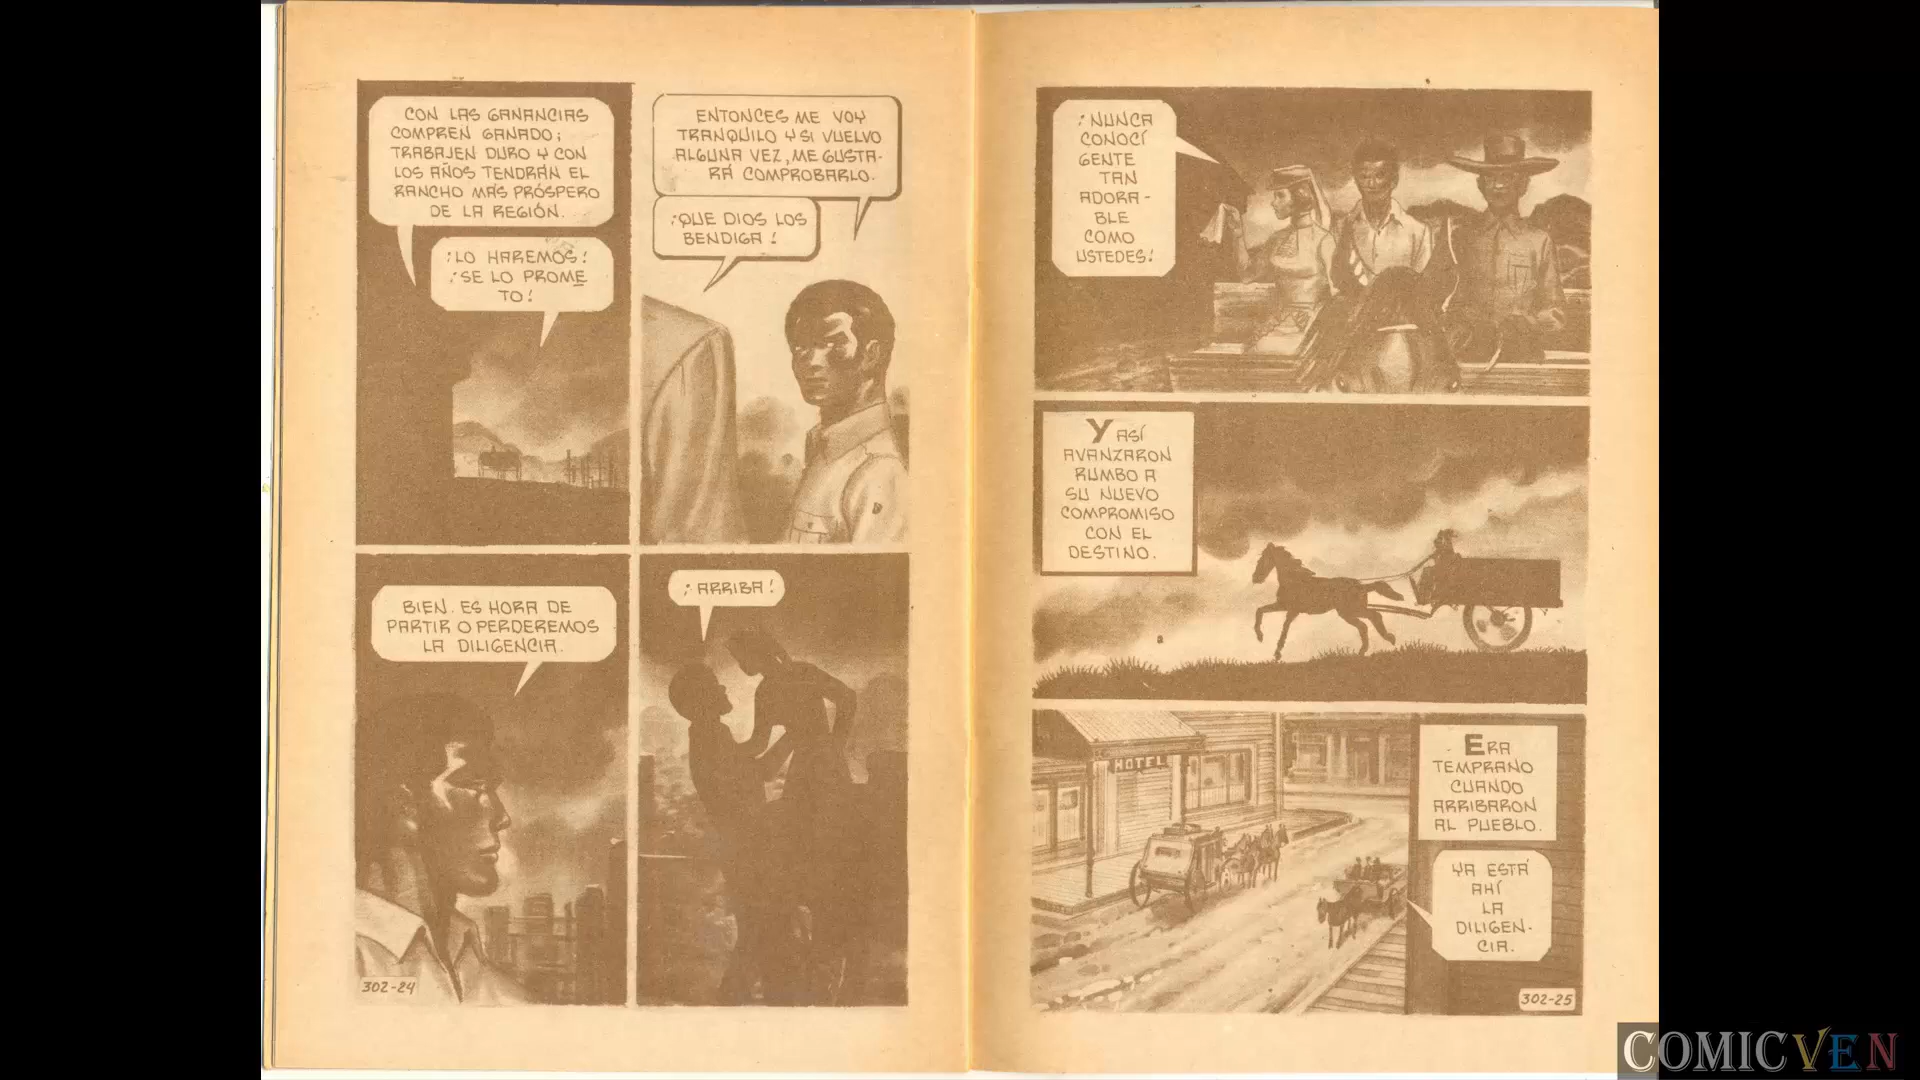 CON LAS GANANCIAS
COMPREN GANADO;
TRABAJEN DURO Y CON
LOS AÑOS TENDRÁN EL
RANCHO MÁS PRÓSPERO
DE LA REGIÓN.
¡LO HAREMOS!
¡SE LO PROME
TO!
ENTONCES ME VOY
TRANQUILO Y SI VUELVO
ALGUNA VEZ, ME GUSTA-
RÁ COMPROBARLO.
¡QUE DIOS LOS
BENDIGA!
BIEN. ES HORA DE
PARTIR O PERDEREMOS
LA DILIGENCIA.
¡ARRIBA!
302-24
¡NUNCA
CONOCÍ
GENTE
TAN
ADORA-
BLE
COMO
USTEDES!
Y ASÍ
AVANZARON
RUMBO A
SU NUEVO
COMPROMISO
CON EL
DESTINO.
HOTEL
ERA
TEMPRANO
CUANDO
ARRIBARON
AL PUEBLO.
YA ESTÁ
AHÍ
LA
DILIGEN-
CIA.
302-25
COMICVEN